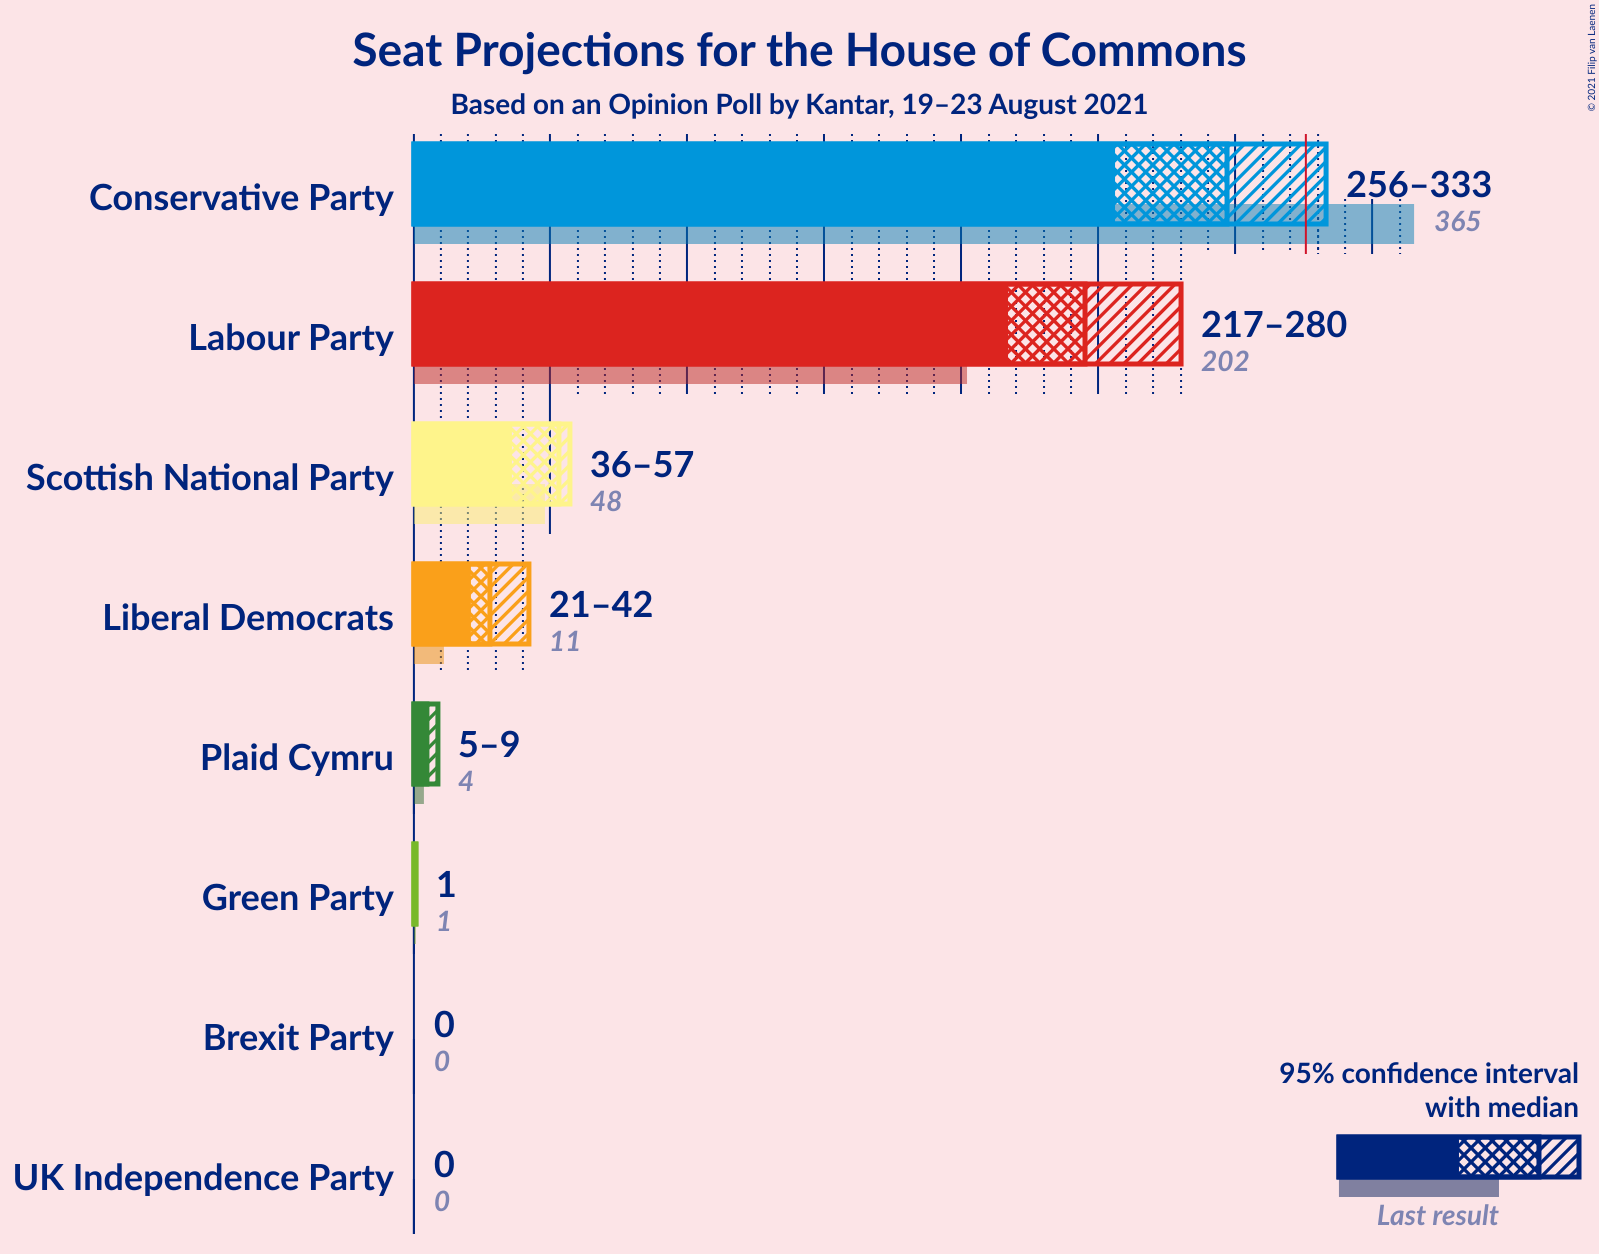 Seat Projections for the House of Commons
Based on an Opinion Poll by Kantar, 19–23 August 2021
© 2021 Filip van Laenen
Conservative Party
256–333
365
Labour Party
217–280
202
Scottish National Party
36–57
48
Liberal Democrats
21–42
11
Plaid Cymru
5–9
4
Green Party
1
1
Brexit Party
0
0
UK Independence Party
0
0
95% confidence interval
with median
Last result